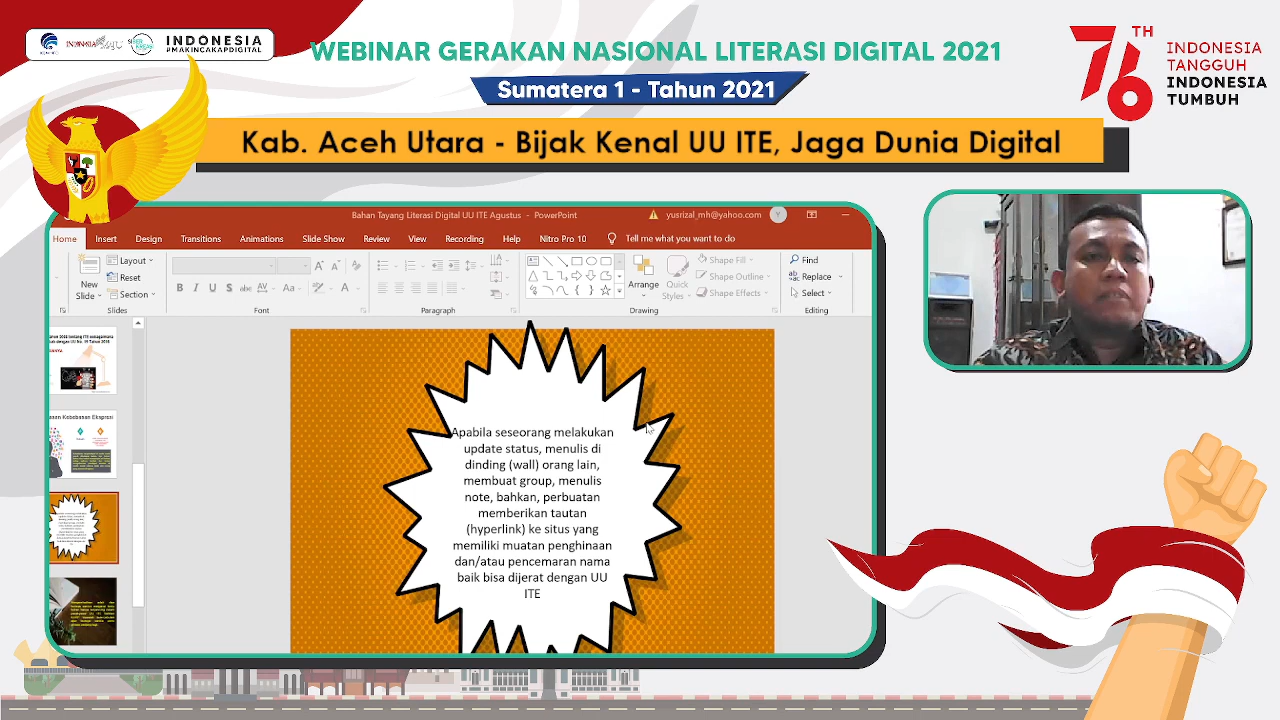 INDONESIA
#MAKINCAKAPDIGITAL
WEBINAR GERAKAN NASIONAL LITERASI DIGITAL 2021
Sumatera 1 - Tahun 2021
Kab. Aceh Utara - Bijak Kenal UU ITE, Jaga Dunia Digital
76 TH
INDONESIA
TANGGUH
INDONESIA
TUMBUH
Bahan Tayang Literasi Digital UU ITE Agustus - PowerPoint
yusrizal_mh@yahoo.com
Y
Home Insert Design Transitions Animations Slide Show Review View Recording Help Nitro Pro 10 Tell me what you want to do
New
Slide
Layout
Reset
Section
Slides
B I U S abc AV Aa A
Font
Paragraph
Arrange
Quick
Styles
Shape Fill
Shape Outline
Shape Effects
Drawing
Find
Replace
Select
Editing
Apabila seseorang melakukan
update status, menulis di
dinding (wall) orang lain,
membuat group, menulis
note, bahkan, perbuatan
memberikan tautan
(hyperlink) ke situs yang
memiliki muatan penghinaan
dan/atau pencemaran nama
baik bisa dijerat dengan UU
ITE